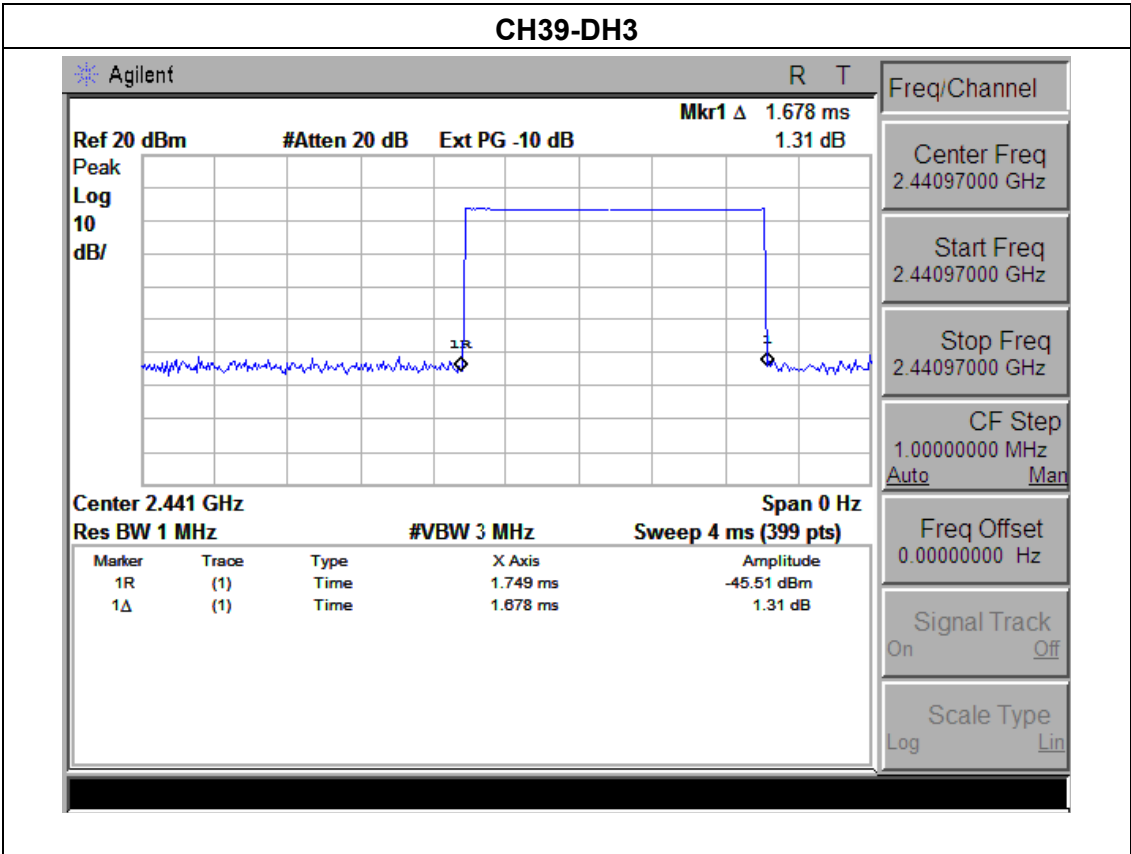 CH39-DH3
Agilent R T
Mkr1 Δ 1.678 ms
Ref 20 dBm #Atten 20 dB Ext PG -10 dB 1.31 dB
Peak
Log
10
dB/
1R
1
Center 2.441 GHz Span 0 Hz
Res BW 1 MHz #VBW 3 MHz Sweep 4 ms (399 pts)
Marker Trace Type X Axis Amplitude
1R (1) Time 1.749 ms -45.51 dBm
1Δ (1) Time 1.678 ms 1.31 dB
Freq/Channel
Center Freq
2.44097000 GHz
Start Freq
2.44097000 GHz
Stop Freq
2.44097000 GHz
CF Step
1.00000000 MHz
Auto Man
Freq Offset
0.00000000 Hz
Signal Track
On Off
Scale Type
Log Lin